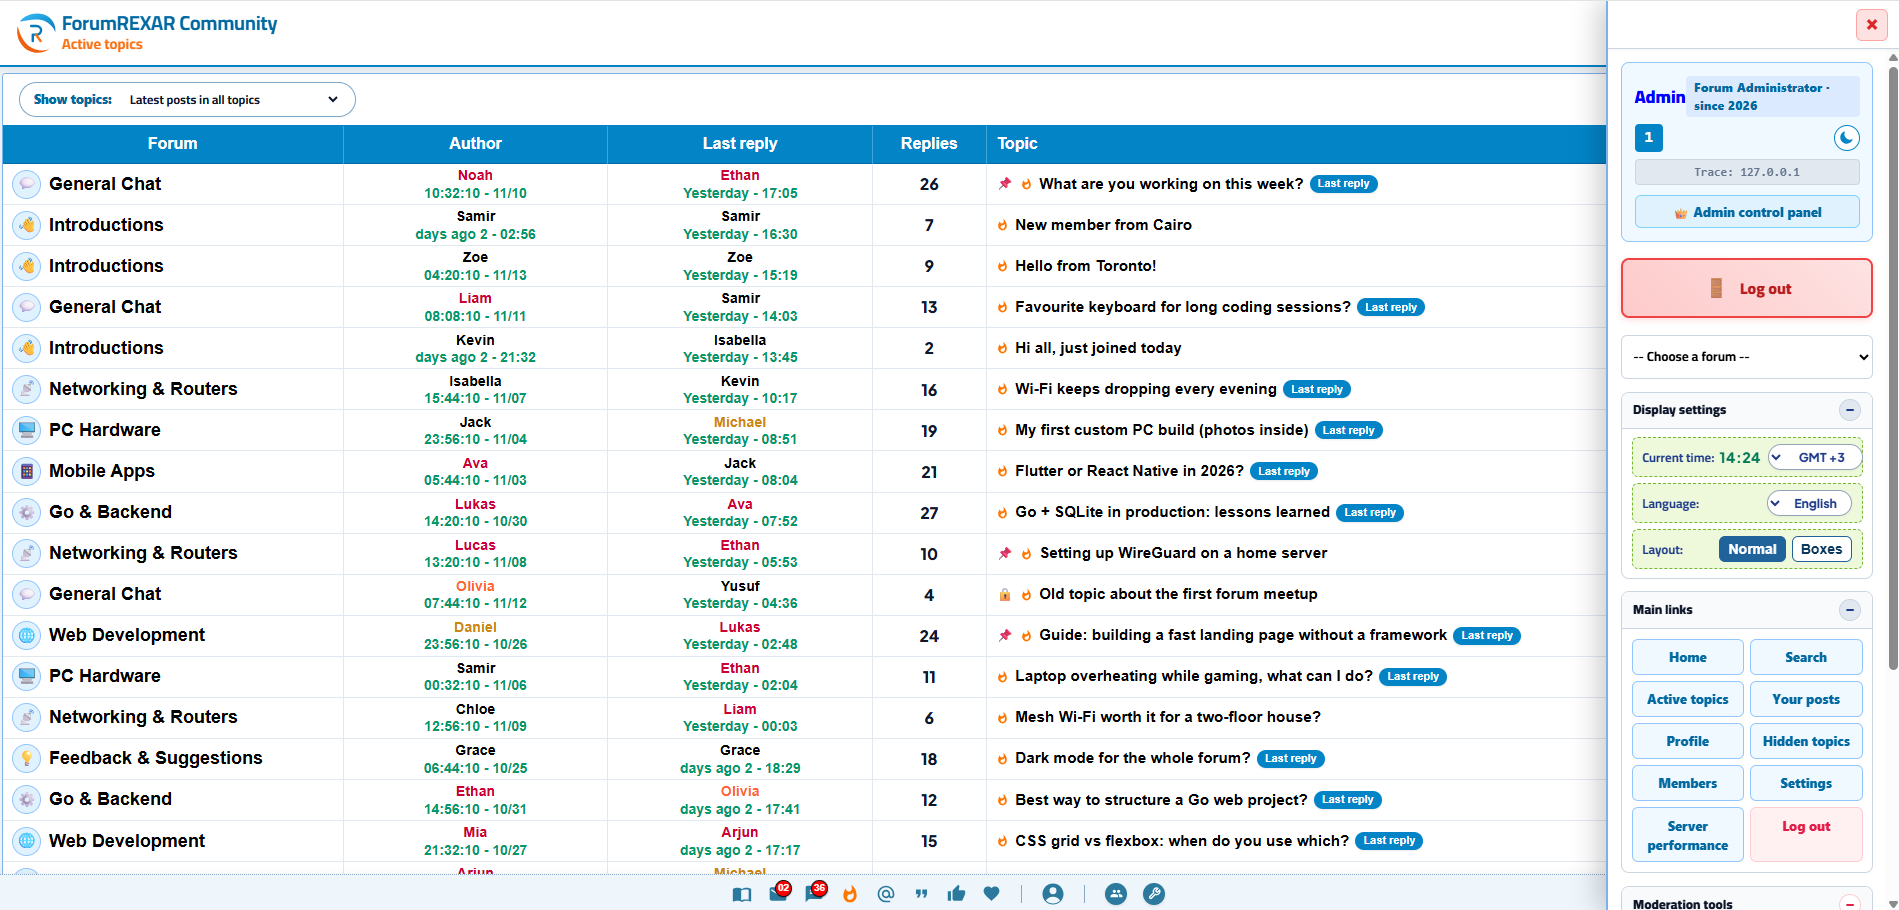 ForumREXAR Community
Active topics
Show topics: Latest posts in all topics
Forum Author Last reply Replies Topic
General Chat Noah 10:32:10 - 11/10 Ethan Yesterday - 17:05 26 What are you working on this week? Last reply
Introductions Samir days ago 2 - 02:56 Samir Yesterday - 16:30 7 New member from Cairo
Introductions Zoe 04:20:10 - 11/13 Zoe Yesterday - 15:19 9 Hello from Toronto!
General Chat Liam 08:08:10 - 11/11 Samir Yesterday - 14:03 13 Favourite keyboard for long coding sessions? Last reply
Introductions Kevin days ago 2 - 21:32 Isabella Yesterday - 13:45 2 Hi all, just joined today
Networking & Routers Isabella 15:44:10 - 11/07 Kevin Yesterday - 10:17 16 Wi-Fi keeps dropping every evening Last reply
PC Hardware Jack 23:56:10 - 11/04 Michael Yesterday - 08:51 19 My first custom PC build (photos inside) Last reply
Mobile Apps Ava 05:44:10 - 11/03 Jack Yesterday - 08:04 21 Flutter or React Native in 2026? Last reply
Go & Backend Lukas 14:20:10 - 10/30 Ava Yesterday - 07:52 27 Go + SQLite in production: lessons learned Last reply
Networking & Routers Lucas 13:20:10 - 11/08 Ethan Yesterday - 05:53 10 Setting up WireGuard on a home server
General Chat Olivia 07:44:10 - 11/12 Yusuf Yesterday - 04:36 4 Old topic about the first forum meetup
Web Development Daniel 23:56:10 - 10/26 Lukas Yesterday - 02:48 24 Guide: building a fast landing page without a framework Last reply
PC Hardware Samir 00:32:10 - 11/06 Ethan Yesterday - 02:04 11 Laptop overheating while gaming, what can I do? Last reply
Networking & Routers Chloe 12:56:10 - 11/09 Liam Yesterday - 00:03 6 Mesh Wi-Fi worth it for a two-floor house?
Feedback & Suggestions Grace 06:44:10 - 10/25 Grace days ago 2 - 18:29 18 Dark mode for the whole forum? Last reply
Go & Backend Ethan 14:56:10 - 10/31 Olivia days ago 2 - 17:41 12 Best way to structure a Go web project? Last reply
Web Development Mia 21:32:10 - 10/27 Arjun days ago 2 - 17:17 15 CSS grid vs flexbox: when do you use which? Last reply
Arjun Michael
02 36
Admin Forum Administrator · since 2026
1
Trace: 127.0.0.1
Admin control panel
Log out
-- Choose a forum --
Display settings
Current time: 14:24 GMT +3
Language: English
Layout: Normal Boxes
Main links
Home Search
Active topics Your posts
Profile Hidden topics
Members Settings
Server performance Log out
Moderation tools